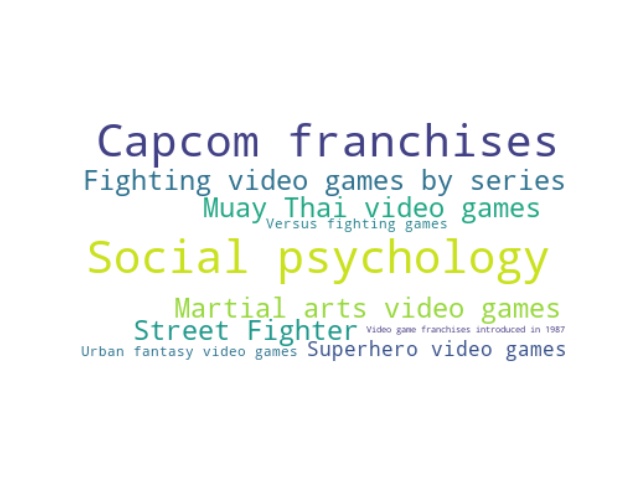 Capcom franchises
Fighting video games by series
Muay Thai video games
Versus fighting games
Social psychology
Martial arts video games
Street Fighter
Video game franchises introduced in 1987
Urban fantasy video games
Superhero video games